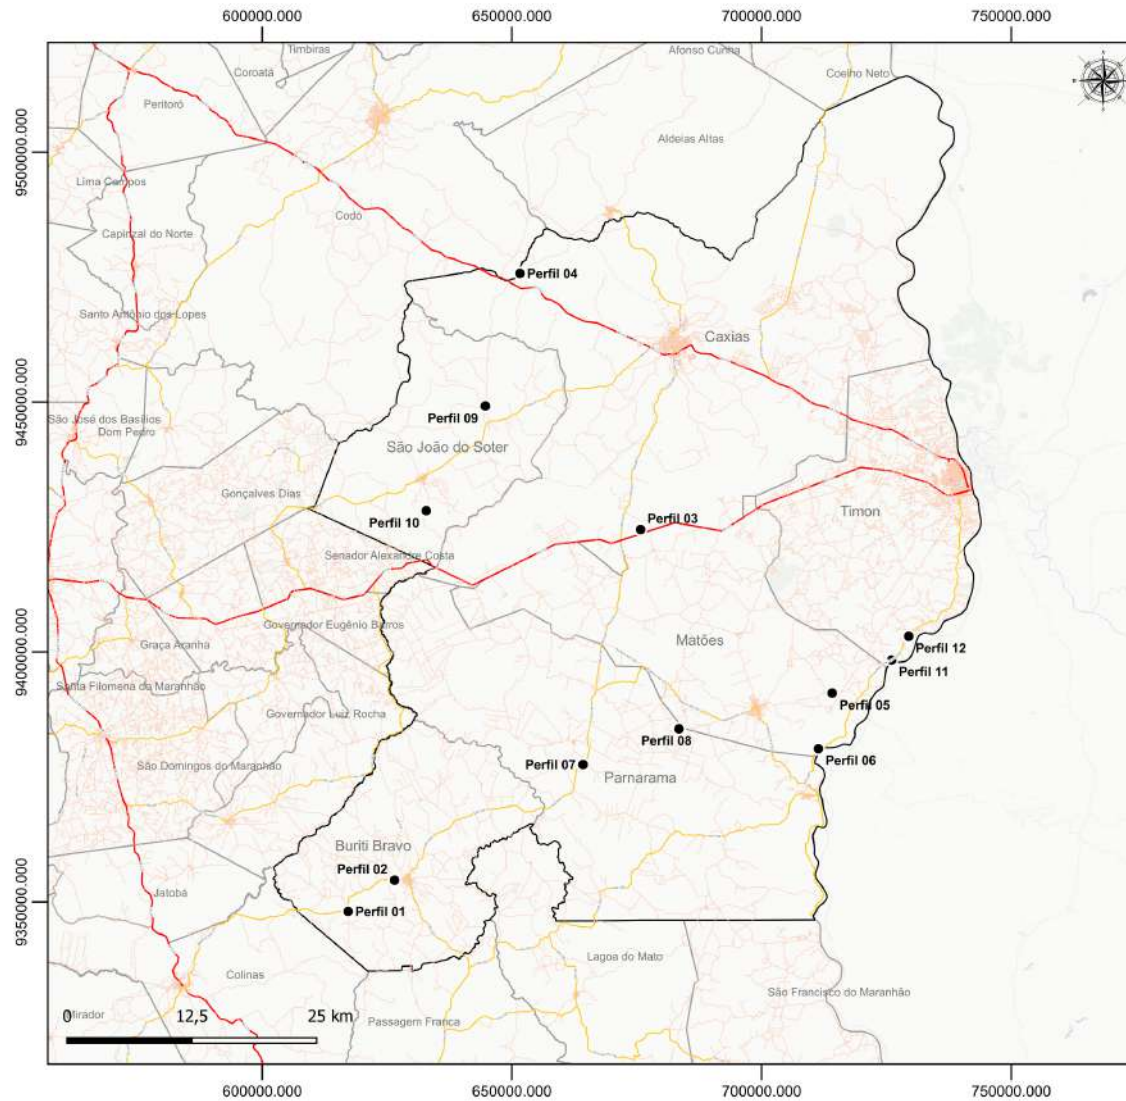 600000.000 650000.000 700000.000 750000.000
Timbiras
Afonso Cunha
Coroatá
Coelho Neto
Peritoró
Aldeias Altas
9500000.000
Lima Campos
Codó
Capinzal do Norte
Perfil 04
Santo Antônio dos Lopes
Caxias
9450000.000
Perfil 09
São José dos Basílios
Dom Pedro
São João do Soter
Gonçalves Dias
Perfil 10
Perfil 03
Timon
Senador Alexandre Costa
Governador Eugênio Barros
Graça Aranha
Matões
Perfil 12
9400000.000
Perfil 11
Santa Filomena do Maranhão
Perfil 05
Governador Luiz Rocha
Perfil 08
Perfil 06
São Domingos do Maranhão
Perfil 07
Parnarama
Buriti Bravo
Perfil 02
Jatobá
9350000.000
Perfil 01
Lagoa do Mato
Colinas
São Francisco do Maranhão
Mirador
0 12,5 25 km
Passagem Franca
600000.000 650000.000 700000.000 750000.000